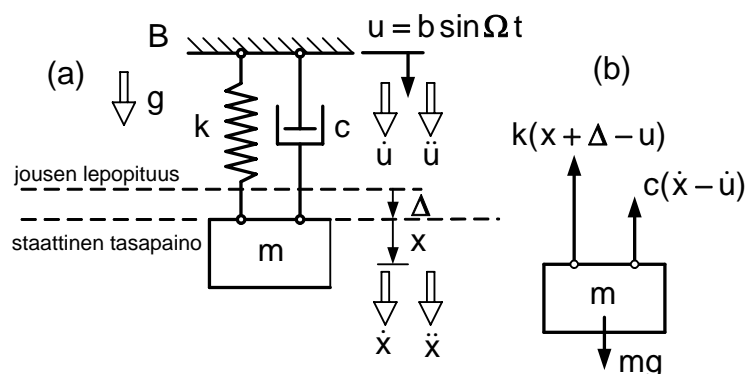 B
u = b sin Ω t
(a)
g
k
c
u̇ ü
(b)
k(x + Δ − u)
c(ẋ − u̇)
jousen lepopituus
Δ
staattinen tasapaino
x
m
ẋ ẍ
m
mg